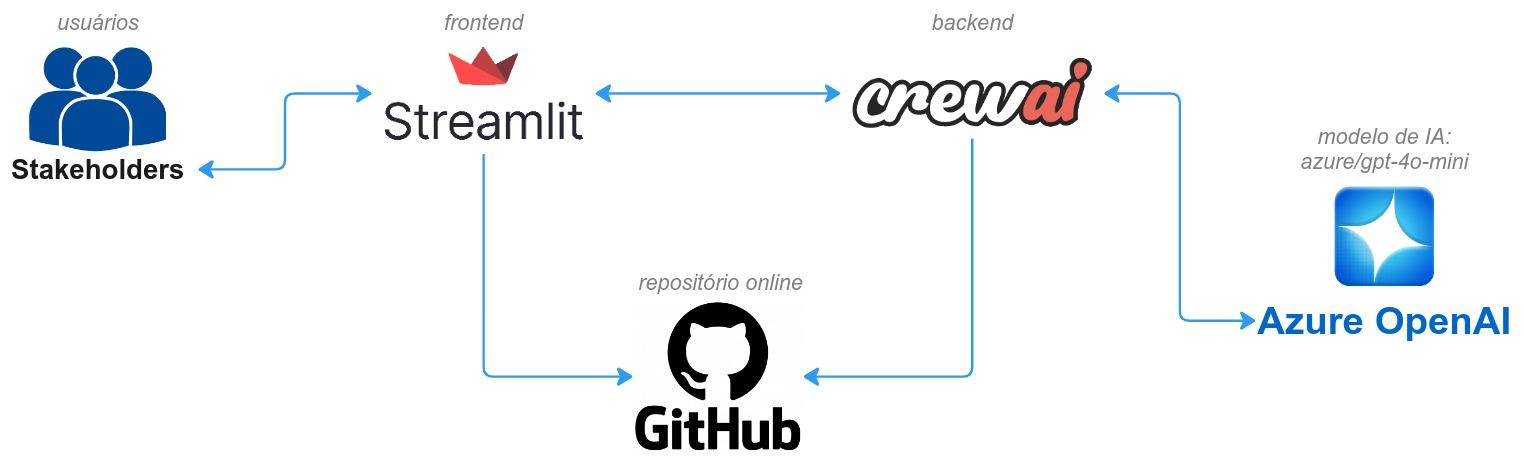 usuários
frontend
backend
Streamlit
crewai
Stakeholders
modelo de IA:
azure/gpt-4o-mini
repositório online
Azure OpenAI
GitHub